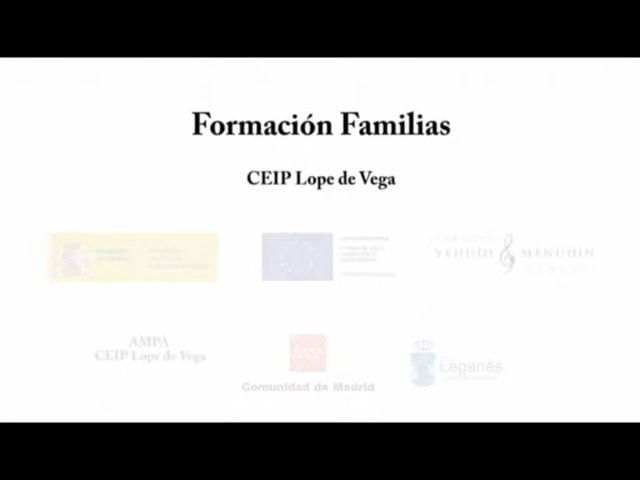 Formación Familias
CEIP Lope de Vega
YEHUDI MENUHIN
AMPA
CEIP Lope de Vega
Comunidad de Madrid
Leganés